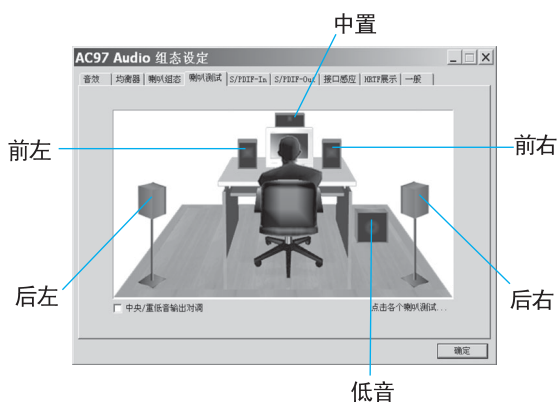 中置
AC97 Audio 组态设定
音效 均衡器 喇叭组态 喇叭测试 S/PDIF-In S/PDIF-Out 接口感应 HRTF展示 一般
前左
前右
后左
后右
中央/重低音输出对调
点击各个喇叭测试...
确定
低音